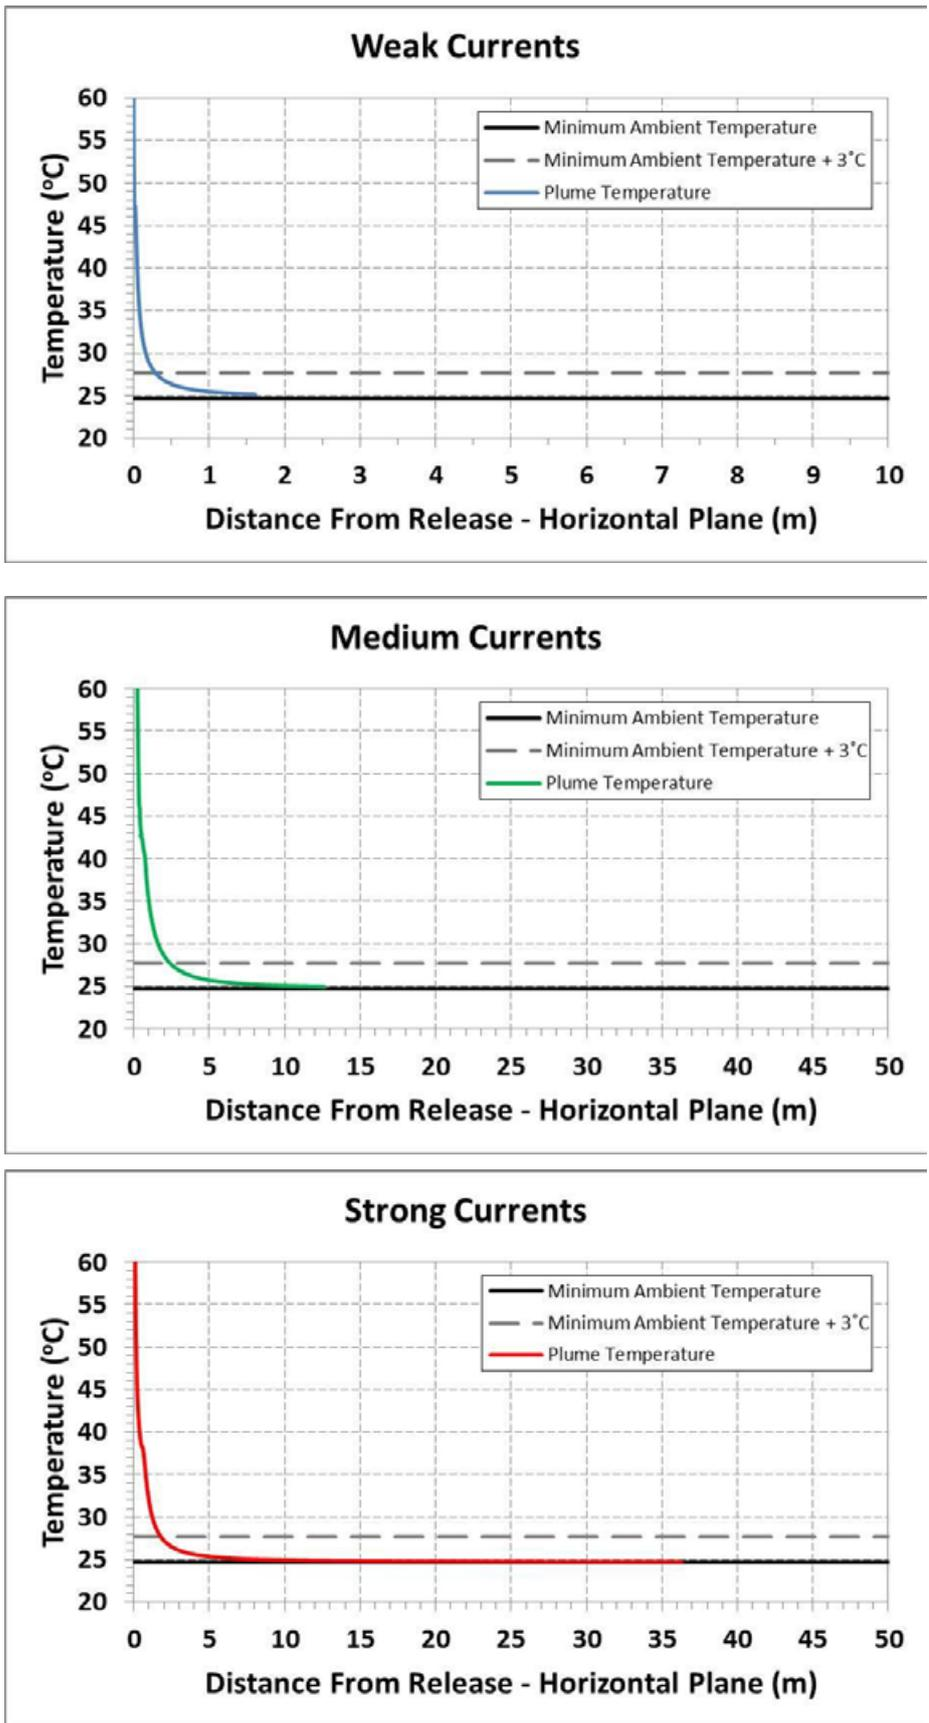 Weak Currents
60
55
50
45
40
35
30
25
20
Temperature (ºC)
Minimum Ambient Temperature
Minimum Ambient Temperature + 3˚C
Plume Temperature
0 1 2 3 4 5 6 7 8 9 10
Distance From Release - Horizontal Plane (m)
Medium Currents
60
55
50
45
40
35
30
25
20
Temperature (ºC)
Minimum Ambient Temperature
Minimum Ambient Temperature + 3˚C
Plume Temperature
0 5 10 15 20 25 30 35 40 45 50
Distance From Release - Horizontal Plane (m)
Strong Currents
60
55
50
45
40
35
30
25
20
Temperature (ºC)
Minimum Ambient Temperature
Minimum Ambient Temperature + 3˚C
Plume Temperature
0 5 10 15 20 25 30 35 40 45 50
Distance From Release - Horizontal Plane (m)